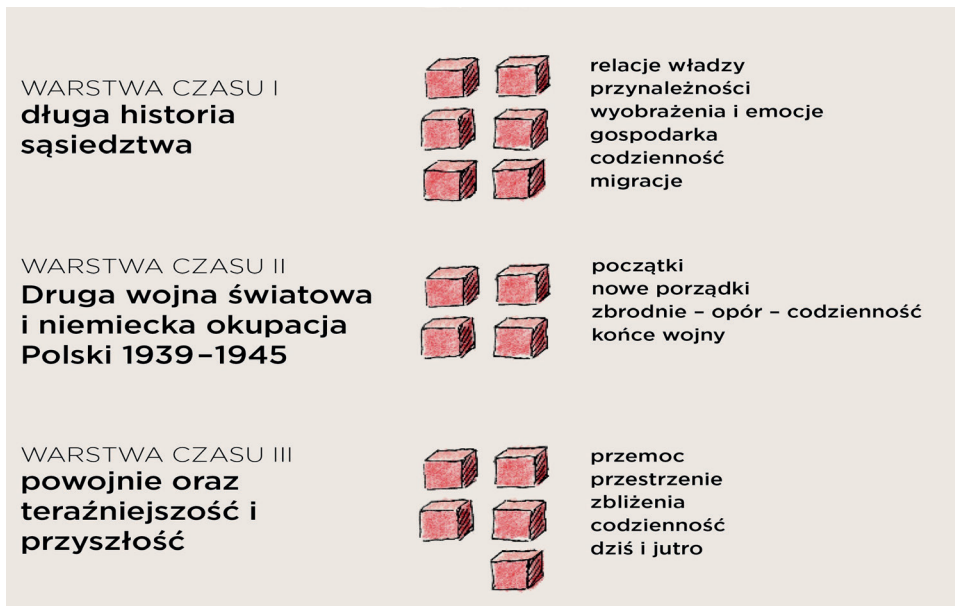 WARSTWA CZASU I
długa historia
sąsiedztwa
relacje władzy
przynależności
wyobrażenia i emocje
gospodarka
codzienność
migracje
WARSTWA CZASU II
Druga wojna światowa
i niemiecka okupacja
Polski 1939–1945
początki
nowe porządki
zbrodnie – opór – codzienność
końce wojny
WARSTWA CZASU III
powojnie oraz
teraźniejszość i
przyszłość
przemoc
przestrzenie
zbliżenia
codzienność
dziś i jutro